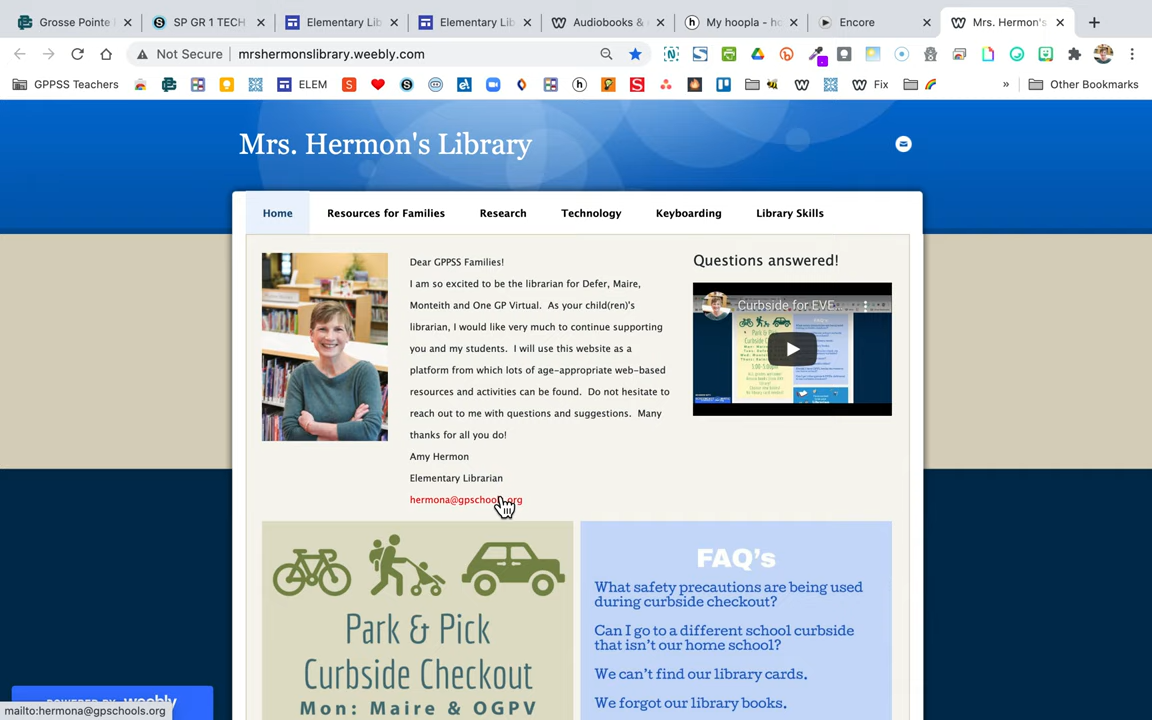 Grosse Pointe
SP GR 1 TECH
Elementary Lib
Elementary Lib
Audiobooks &
My hoopla - ho
Encore
Mrs. Hermon's
Not Secure
mrshermonslibrary.weebly.com
GPPSS Teachers
ELEM
Fix
»
Other Bookmarks
Mrs. Hermon's Library
Home
Resources for Families
Research
Technology
Keyboarding
Library Skills
Dear GPPSS Families!
I am so excited to be the librarian for Defer, Maire,
Monteith and One GP Virtual. As your child(ren)'s
librarian, I would like very much to continue supporting
you and my students. I will use this website as a
platform from which lots of age-appropriate web-based
resources and activities can be found. Do not hesitate to
reach out to me with questions and suggestions. Many
thanks for all you do!
Amy Hermon
Elementary Librarian
hermona@gpschools.org
Questions answered!
Curbside for EVE
Park & Pick
Curbside Checkout
Mon: Maire & OGPV
FAQ's
What safety precautions are being used
during curbside checkout?
Can I go to a different school curbside
that isn't our home school?
We can't find our library cards.
We forgot our library books.
POWERED BY weebly
mailto:hermona@gpschools.org